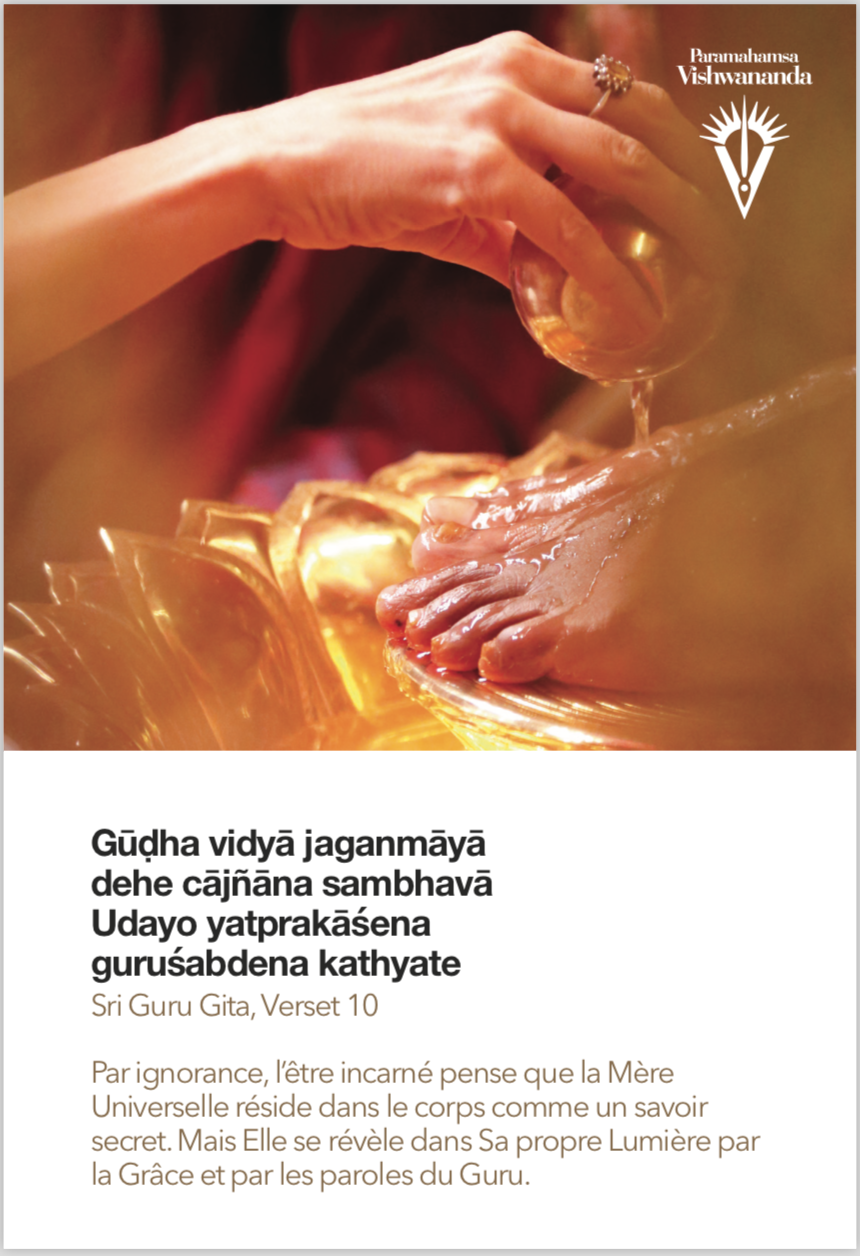 Paramahamsa
Vishwananda
Gūḍha vidyā jaganmāyā
dehe cājñāna sambhavā
Udayo yatprakāśena
guruśabdena kathyate
Sri Guru Gita, Verset 10
Par ignorance, l’être incarné pense que la Mère
Universelle réside dans le corps comme un savoir
secret. Mais Elle se révèle dans Sa propre Lumière par
la Grâce et par les paroles du Guru.